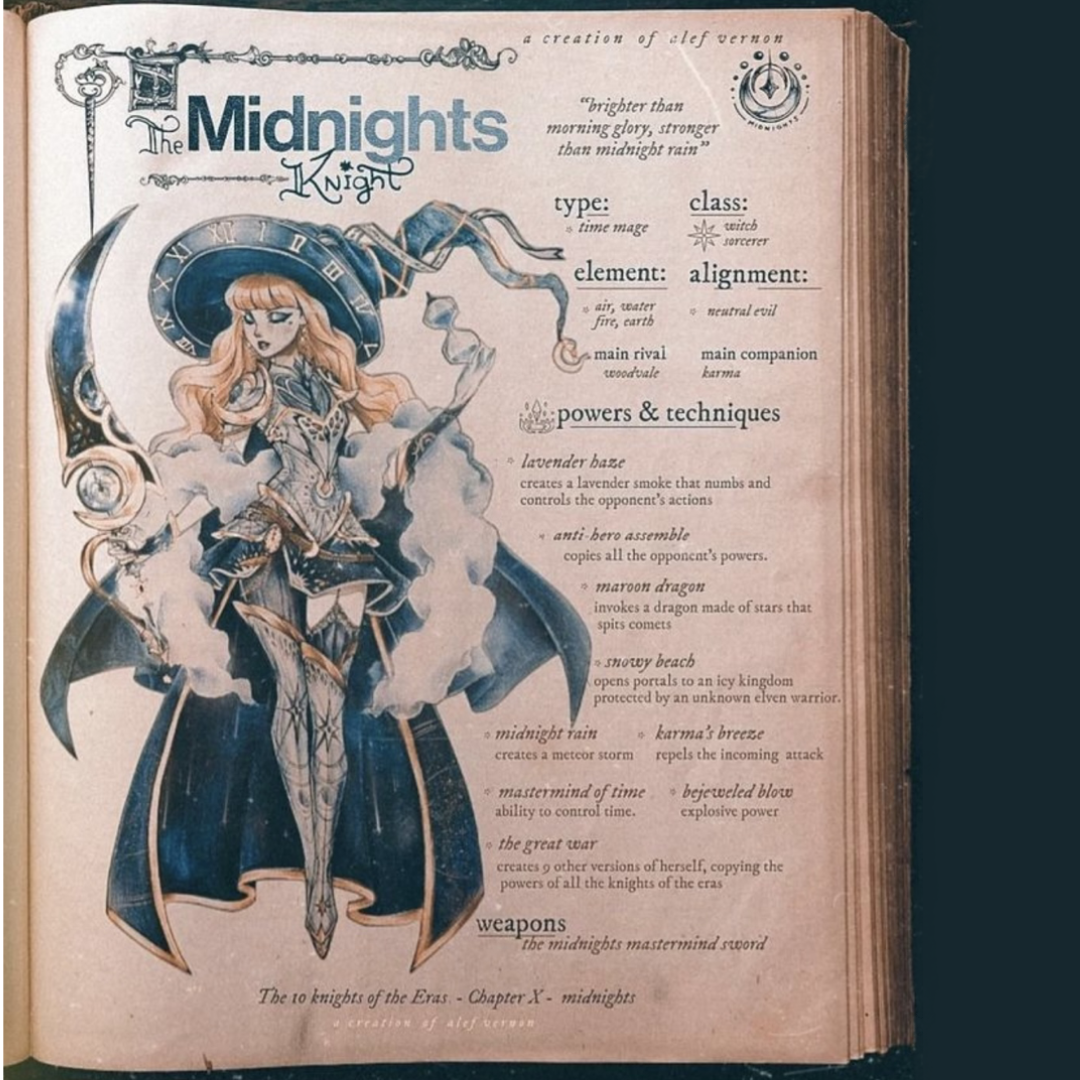 a creation of alef vernon
The Midnights
Knight
MIDNIGHTS
"brighter than
morning glory, stronger
than midnight rain"
type:
time mage
class:
witch
sorcerer
element:
air, water
fire, earth
alignment:
neutral evil
main rival
woodvale
main companion
karma
powers & techniques
lavender haze
creates a lavender smoke that numbs and
controls the opponent's actions
anti-hero assemble
copies all the opponent's powers.
maroon dragon
invokes a dragon made of stars that
spits comets
snowy beach
opens portals to an icy kingdom
protected by an unknown elven warrior.
midnight rain
creates a meteor storm
karma's breeze
repels the incoming attack
mastermind of time
ability to control time.
bejeweled blow
explosive power
the great war
creates 9 other versions of herself, copying the
powers of all the knights of the eras
weapons
the midnights mastermind sword
The 10 knights of the Eras - Chapter X - midnights
a creation of alef vernon